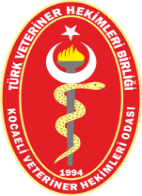 TÜRK VETERİNER HEKİMLERİ BİRLİĞİ
1994
KOCAELİ VETERİNER HEKİMLERİ ODASI